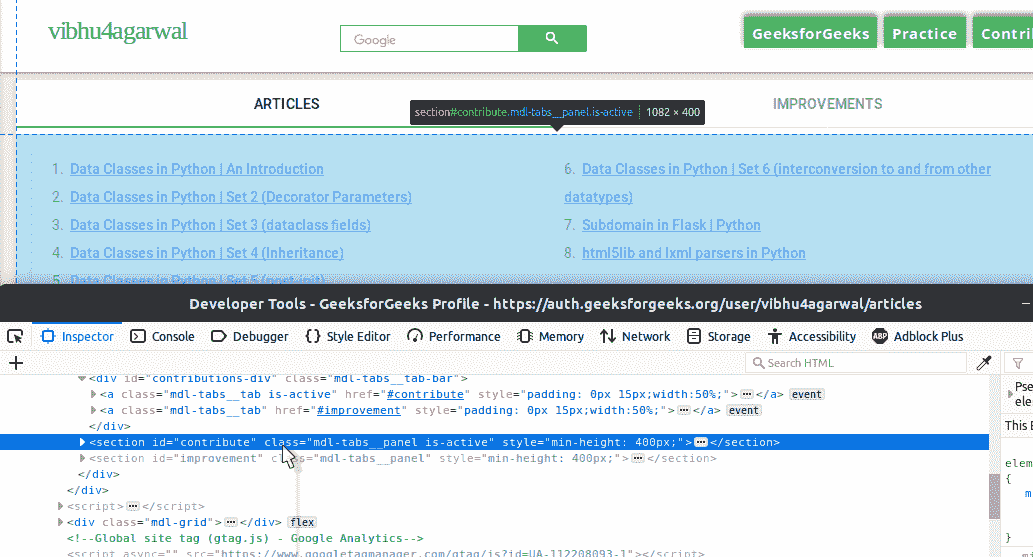 vibhu4agarwal
Google
GeeksforGeeks Practice Contri
ARTICLES
IMPROVEMENTS
section#contribute.mdl-tabs__panel.is-active 1082 × 400
1. Data Classes in Python | An Introduction
2. Data Classes in Python | Set 2 (Decorator Parameters)
3. Data Classes in Python | Set 3 (dataclass fields)
4. Data Classes in Python | Set 4 (Inheritance)
5. Data Classes in Python | Set 5 (post-init)
6. Data Classes in Python | Set 6 (interconversion to and from other
datatypes)
7. Subdomain in Flask | Python
8. html5lib and lxml parsers in Python
Developer Tools - GeeksforGeeks Profile - https://auth.geeksforgeeks.org/user/vibhu4agarwal/articles
Inspector Console Debugger Style Editor Performance Memory Network Storage Accessibility ABP Adblock Plus
+ Search HTML
<div id="contributions-div" class="mdl-tabs__tab-bar">
<a class="mdl-tabs__tab is-active" href="#contribute" style="padding: 0px 15px;width:50%;">…</a> event
<a class="mdl-tabs__tab" href="#improvement" style="padding: 0px 15px;width:50%;">…</a> event
</div>
<section id="contribute" class="mdl-tabs__panel is-active" style="min-height: 400px;">…</section>
<section id="improvement" class="mdl-tabs__panel" style="min-height: 400px;">…</section>
</div>
</div>
<script>…</script>
<div class="mdl-grid">…</div> flex
<!--Global site tag (gtag.js) - Google Analytics-->
<script async="" src="https://www.googletagmanager.com/gtag/js?id=UA-112208093-1"></script>
Pse
ele
This E
elem
{
m
}